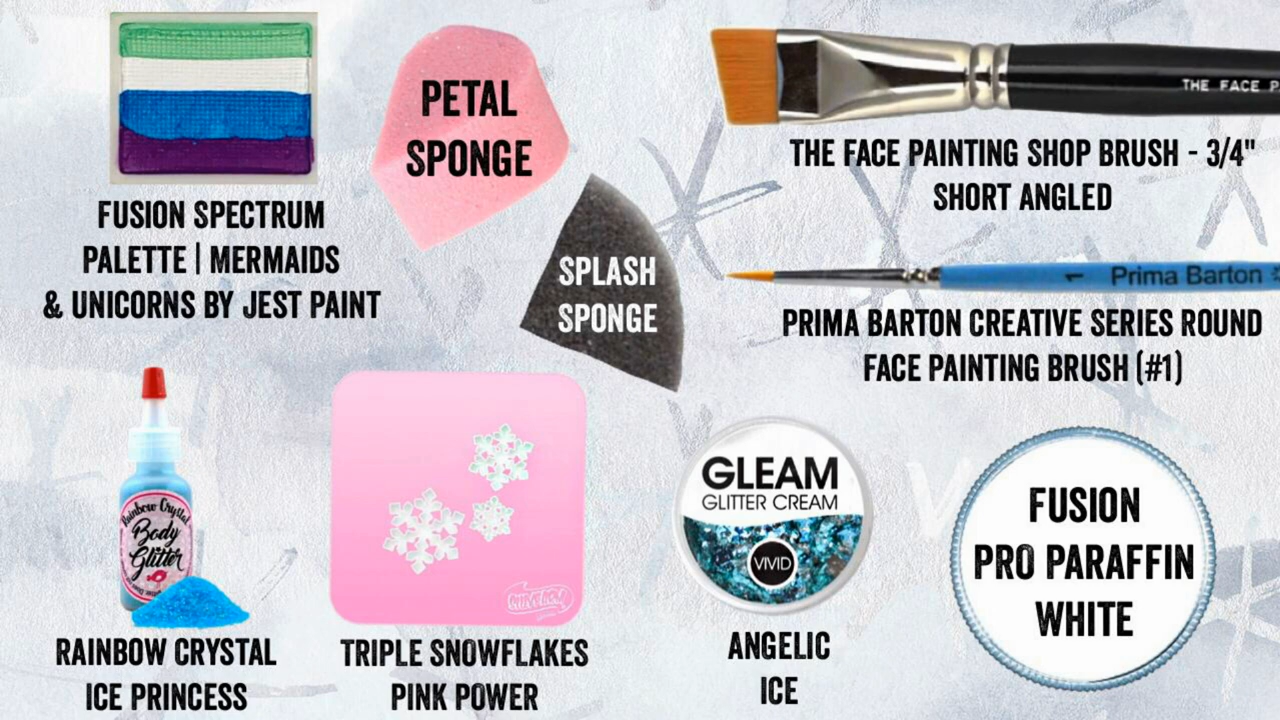 FUSION SPECTRUM
PALETTE | MERMAIDS
& UNICORNS BY JEST PAINT
PETAL
SPONGE
SPLASH
SPONGE
THE FACE P
THE FACE PAINTING SHOP BRUSH - 3/4"
SHORT ANGLED
1 Prima Barton
PRIMA BARTON CREATIVE SERIES ROUND
FACE PAINTING BRUSH (#1)
Rainbow Crystal
Body
Glitter
RAINBOW CRYSTAL
ICE PRINCESS
TRIPLE SNOWFLAKES
PINK POWER
GLEAM
GLITTER CREAM
VIVID
ANGELIC
ICE
FUSION
PRO PARAFFIN
WHITE